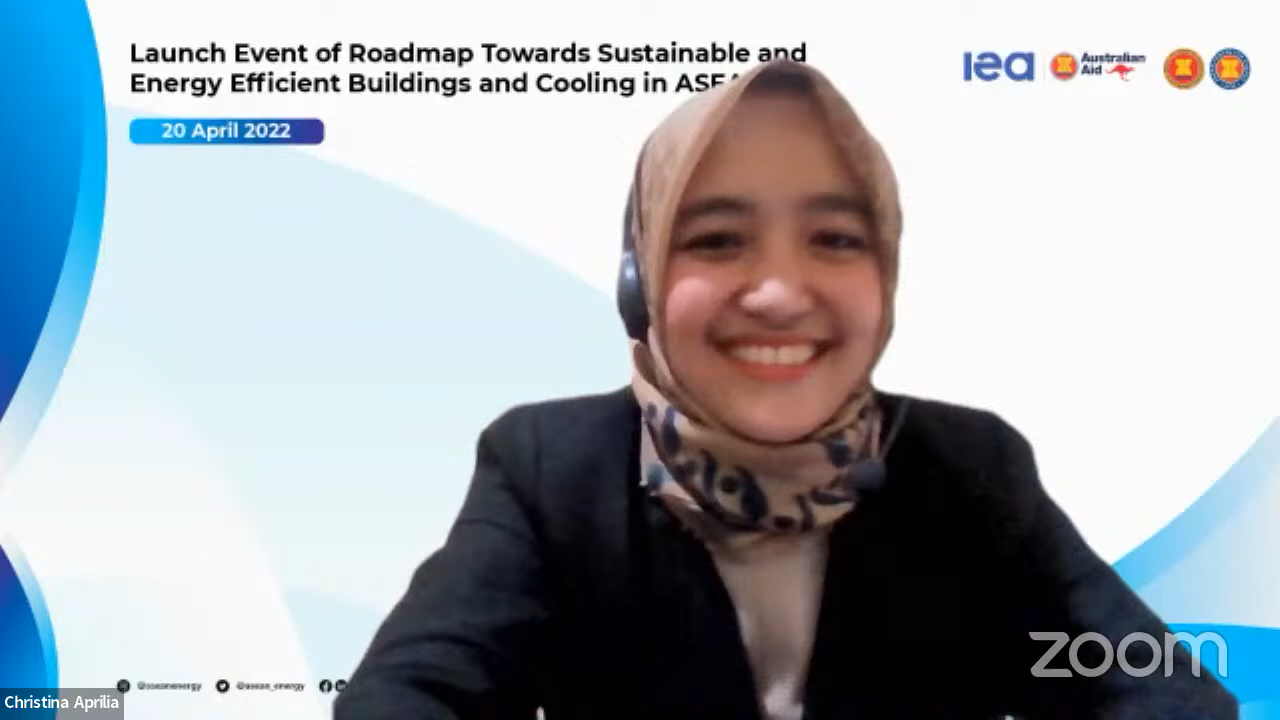 Launch Event of Roadmap Towards Sustainable and
Energy Efficient Buildings and Cooling in ASEA
20 April 2022
iea
Australian
Aid
@aseanenergy @asean_energy
Christina Aprilia
zoom